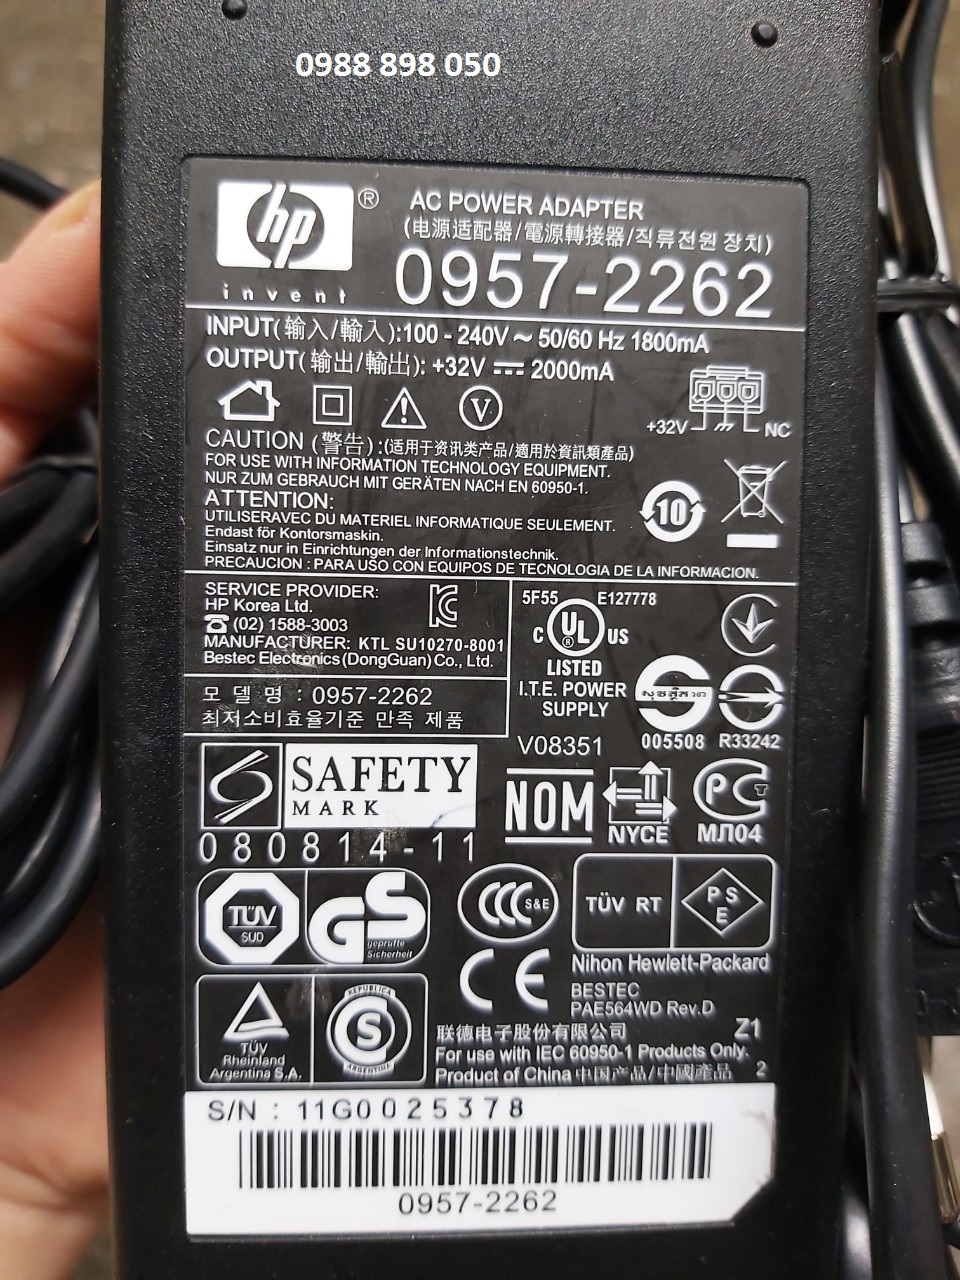 0988 898 050
hp ®
invent
AC POWER ADAPTER
(电源适配器/電源轉接器/직류전원 장치)
0957-2262
INPUT(输入/輸入):100 - 240V ~ 50/60 Hz 1800mA
OUTPUT(输出/輸出): +32V ⎓ 2000mA
V
+32V NC
CAUTION (警告):(适用于资讯类产品/適用於資訊類產品)
FOR USE WITH INFORMATION TECHNOLOGY EQUIPMENT.
NUR ZUM GEBRAUCH MIT GERÄTEN NACH EN 60950-1.
ATTENTION:
UTILISERAVEC DU MATERIEL INFORMATIQUE SEULEMENT.
Endast för Kontorsmaskin.
Einsatz nur in Einrichtungen der Informationstechnik.
PRECAUCION : PARA USO CON EQUIPOS DE TECNOLOGIA DE LA INFORMACION.
10
SERVICE PROVIDER:
HP Korea Ltd.
☎(02) 1588-3003
MANUFACTURER: KTL SU10270-8001
Bestec Electronics(DongGuan)Co., Ltd.
모 델 명 : 0957-2262
최저소비효율기준 만족 제품
5F55 E127778
C UL ® US
LISTED
I.T.E. POWER
SUPPLY
V08351
005508 R33242
SAFETY
MARK
080814-11
NOM
NYCE
МЛ04
TÜV
SUD
GS
geprüfte
Sicherheit
CCC S&E
TÜV RT
P S E
CE
Nihon Hewlett-Packard
BESTEC
PAE564WD Rev.D
TÜV
Rheinland
Argentina S.A.
REPUBLICA
S
ARGENTINA
联德电子股份有限公司 Z1
For use with IEC 60950-1 Products Only.
Product of China 中国产品/中國產品 2
S/N : 11G0025378
0957-2262